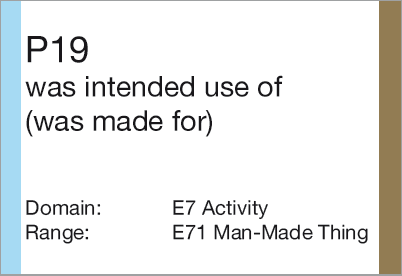 P19
was intended use of
(was made for)
Domain: E7 Activity
Range: E71 Man-Made Thing